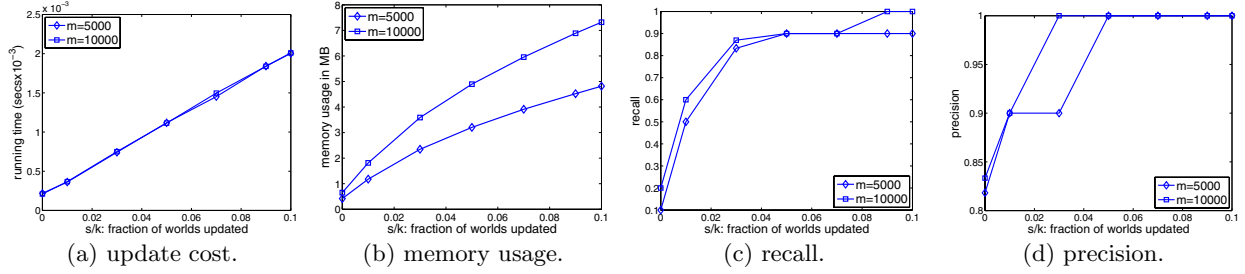 x 10⁻³
2.5
2
1.5
1
0.5
0
running time (secsx10⁻³)
m=5000
m=10000
0 0.02 0.04 0.06 0.08 0.1
s/k: fraction of worlds updated
(a) update cost.
8
7
6
5
4
3
2
1
0
memory usage in MB
m=5000
m=10000
0 0.02 0.04 0.06 0.08 0.1
s/k: fraction of worlds updated
(b) memory usage.
1
0.9
0.8
0.7
0.6
0.5
0.4
0.3
0.2
0.1
recall
m=5000
m=10000
0 0.02 0.04 0.06 0.08 0.1
s/k: fraction of worlds updated
(c) recall.
1
0.95
0.9
0.85
0.8
precision
m=5000
m=10000
0 0.02 0.04 0.06 0.08 0.1
s/k: fraction of worlds updated
(d) precision.